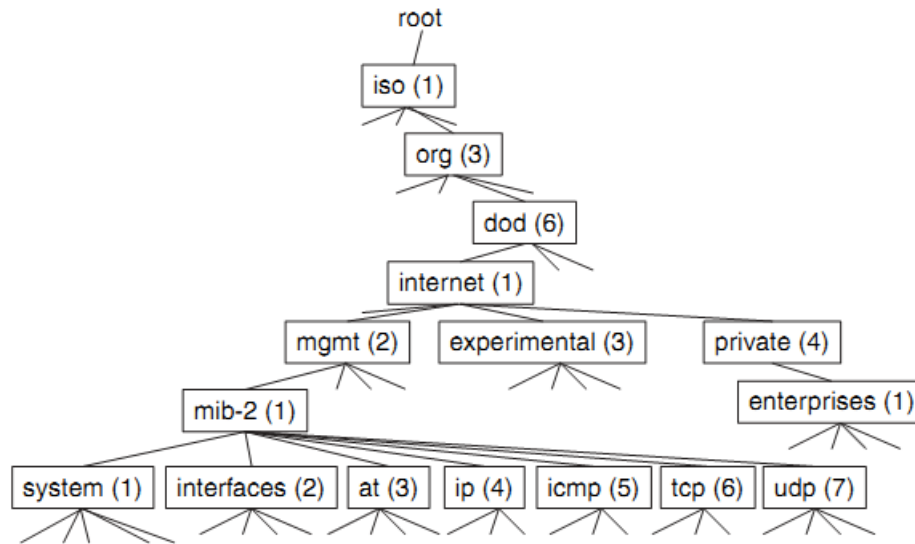 root
iso (1)
org (3)
dod (6)
internet (1)
mgmt (2) experimental (3) private (4)
mib-2 (1) enterprises (1)
system (1) interfaces (2) at (3) ip (4) icmp (5) tcp (6) udp (7)